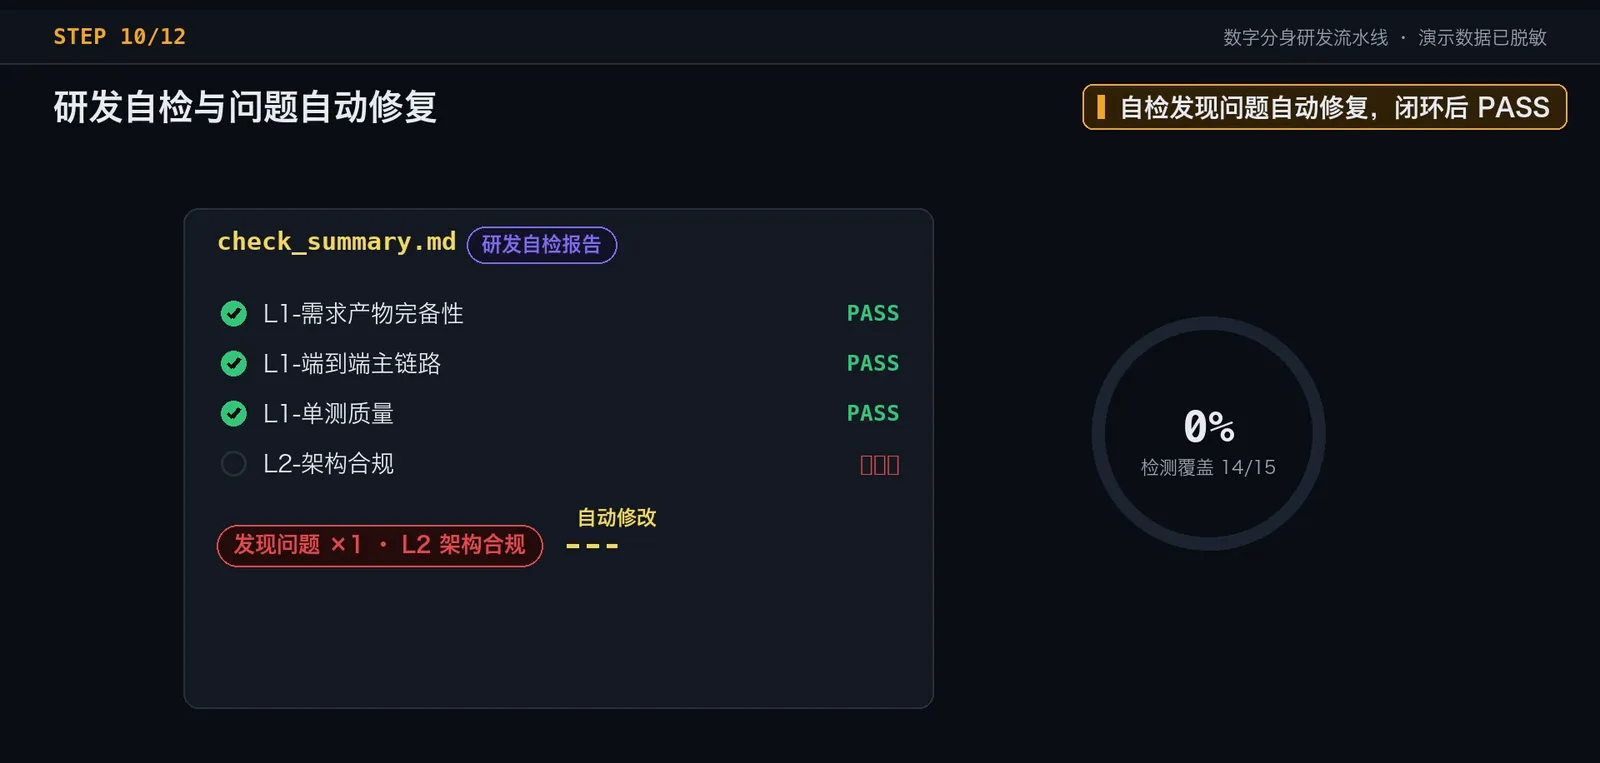 STEP 10/12
数字分身研发流水线 · 演示数据已脱敏
研发自检与问题自动修复
自检发现问题自动修复，闭环后 PASS
check_summary.md 研发自检报告
L1-需求产物完备性 PASS
L1-端到端主链路 PASS
L1-单测质量 PASS
L2-架构合规
自动修改
发现问题 ×1 · L2 架构合规
0%
检测覆盖 14/15